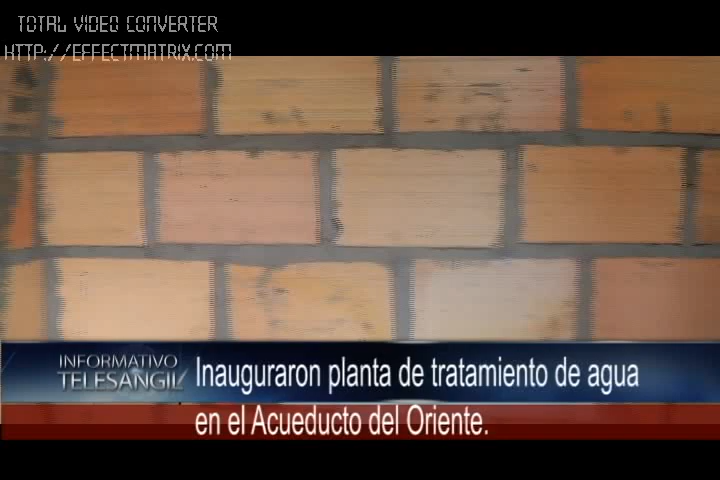 TOTAL VIDEO CONVERTER
HTTP://EFFECTMATRIX.COM
INFORMATIVO
TELESANGIL
Inauguraron planta de tratamiento de agua
en el Acueducto del Oriente.